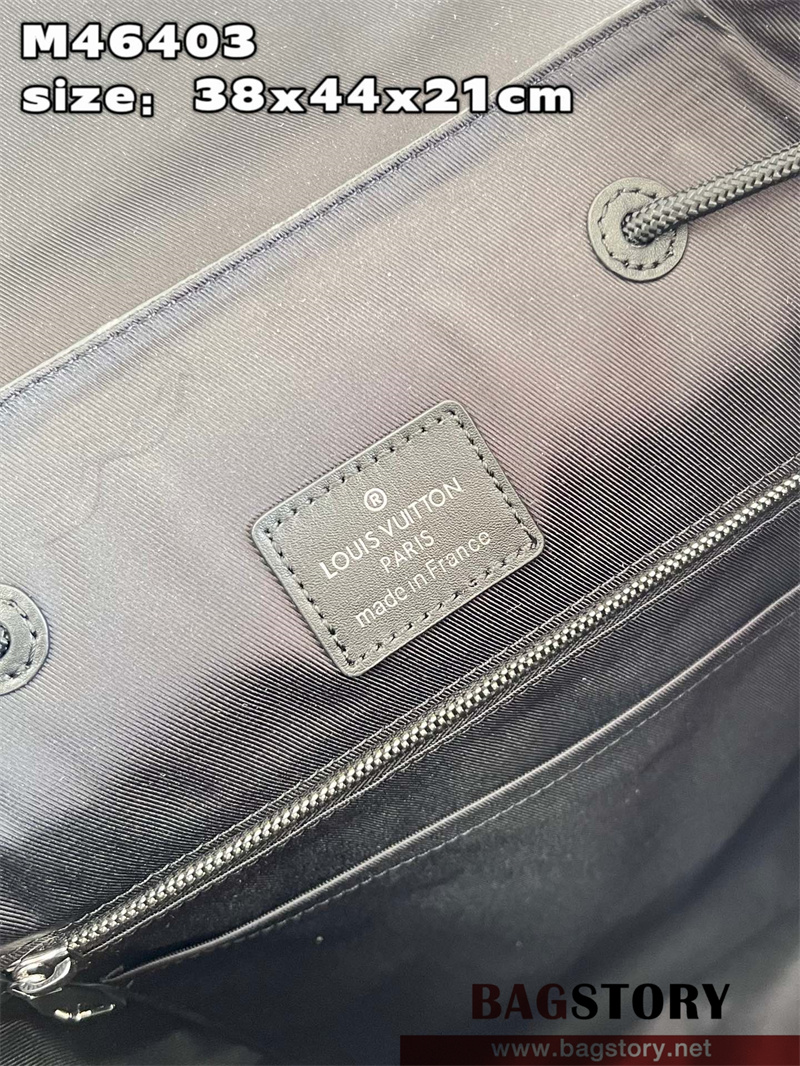 M46403
size：38x44x21cm
®
LOUIS VUITTON
PARIS
made in France
BAGSTORY
www.bagstory.net